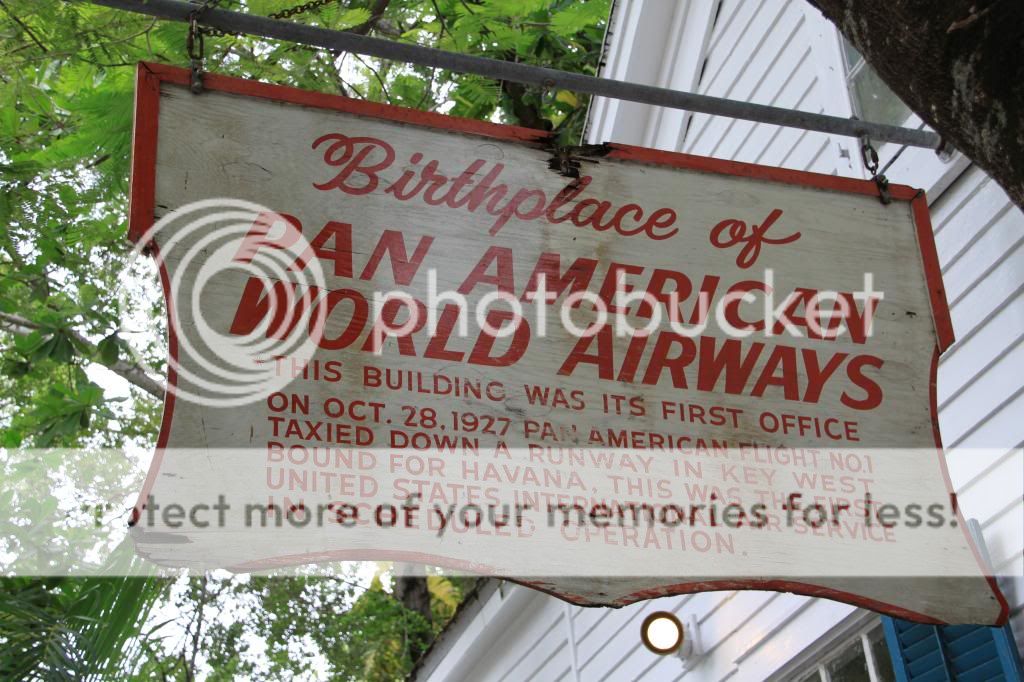 Birthplace of
PAN AMERICAN
WORLD AIRWAYS
THIS BUILDING WAS ITS FIRST OFFICE
ON OCT. 28, 1927 PAN AMERICAN FLIGHT NO.1
TAXIED DOWN A RUNWAY IN KEY WEST
BOUND FOR HAVANA. THIS WAS THE FIRST
UNITED STATES INTERNATIONAL AIR SERVICE
IN SCHEDULED OPERATION.
photobucket
Protect more of your memories for less!